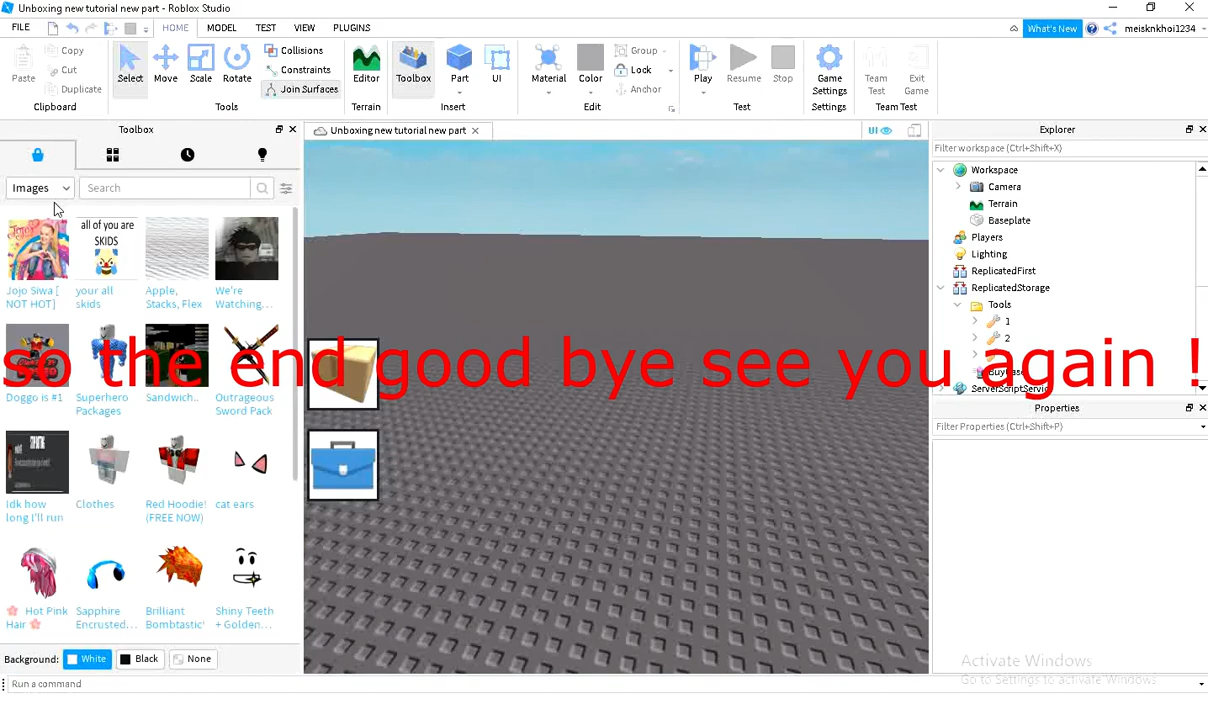 Unboxing new tutorial new part - Roblox Studio
FILE HOME MODEL TEST VIEW PLUGINS What's New meisknkhoi1234
Paste Copy Cut Duplicate
Clipboard
Select Move Scale Rotate Collisions Constraints Join Surfaces
Tools
Editor
Terrain
Toolbox Part UI
Insert
Material Color Group Lock Anchor
Edit
Play Resume Stop
Test
Game Settings
Settings
Team Test Exit Game
Team Test
Toolbox
Images Search
Jojo Siwa [ NOT HOT]
your all skids
Apple, Stacks, Flex
We're Watching...
all of you are SKIDS
Doggo is #1
Superhero Packages
Sandwich..
Outrageous Sword Pack
Idk how long I'll run
Clothes
Red Hoodie! (FREE NOW)
cat ears
🌸 Hot Pink Hair 🌸
Sapphire Encrusted...
Brilliant Bombtastic'
Shiny Teeth + Golden...
Background: White Black None
Run a command
Unboxing new tutorial new part
UI
so the end good bye see you again !
Explorer
Filter workspace (Ctrl+Shift+X)
Workspace
Camera
Terrain
Baseplate
Players
Lighting
ReplicatedFirst
ReplicatedStorage
Tools
1
2
ServerScriptService
Properties
Filter Properties (Ctrl+Shift+P)
Activate Windows
Go to Settings to activate Windows.